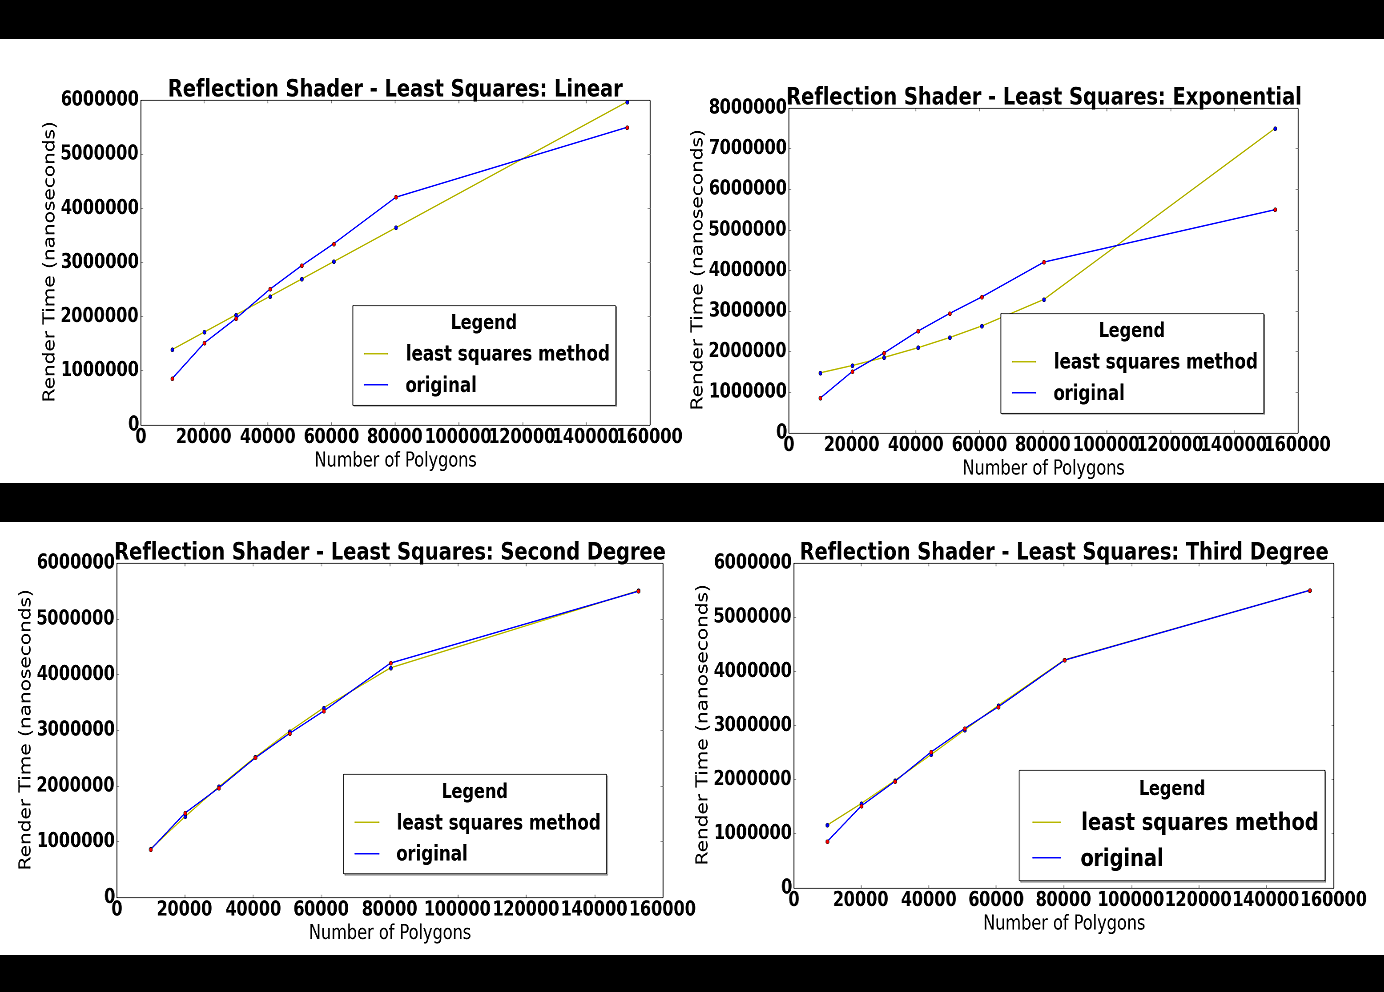 Reflection Shader - Least Squares: Linear
6000000
5000000
4000000
3000000
2000000
1000000
0
Render Time (nanoseconds)
Legend
least squares method
original
0 20000 40000 60000 80000 100000 120000 140000 160000
Number of Polygons
Reflection Shader - Least Squares: Exponential
8000000
7000000
6000000
5000000
4000000
3000000
2000000
1000000
0
Render Time (nanoseconds)
Legend
least squares method
original
0 20000 40000 60000 80000 100000 120000 140000 160000
Number of Polygons
Reflection Shader - Least Squares: Second Degree
6000000
5000000
4000000
3000000
2000000
1000000
0
Render Time (nanoseconds)
Legend
least squares method
original
0 20000 40000 60000 80000 100000 120000 140000 160000
Number of Polygons
Reflection Shader - Least Squares: Third Degree
6000000
5000000
4000000
3000000
2000000
1000000
0
Render Time (nanoseconds)
Legend
least squares method
original
0 20000 40000 60000 80000 100000 120000 140000 160000
Number of Polygons